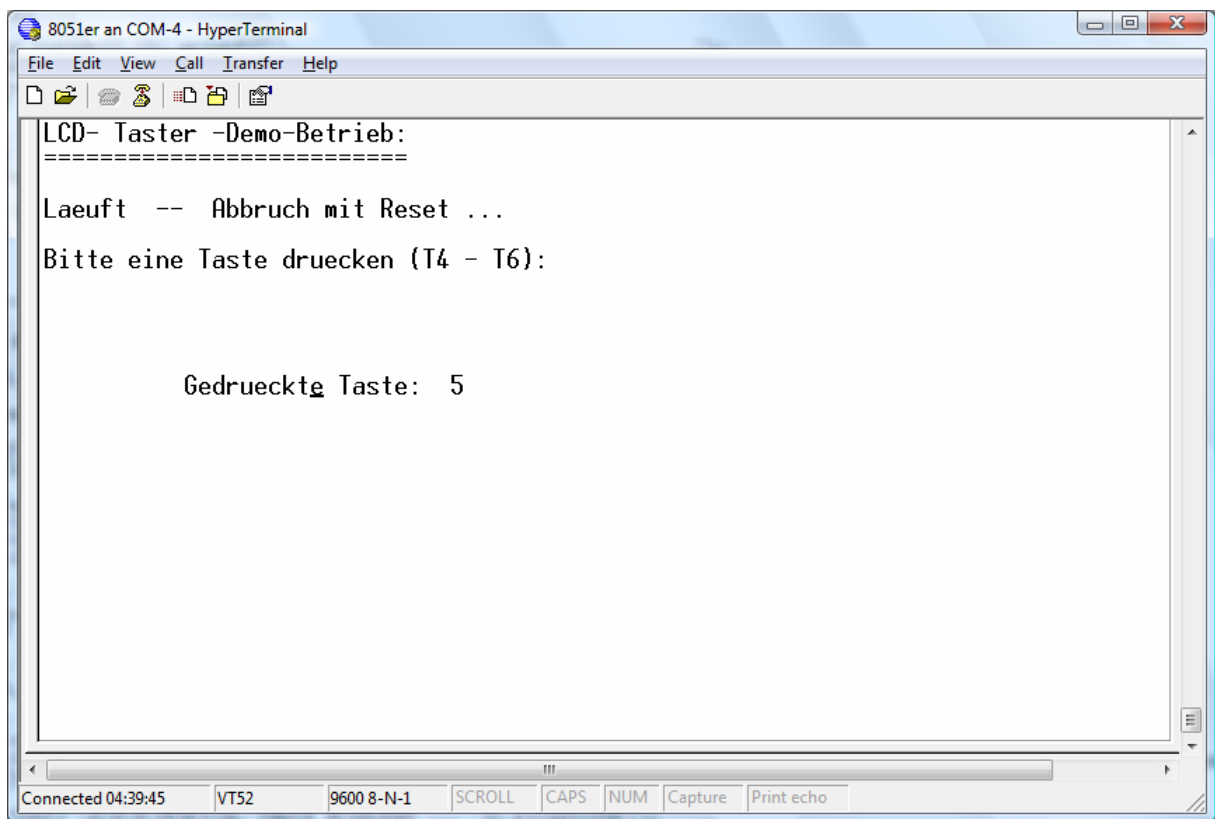 8051er an COM-4 - HyperTerminal
File Edit View Call Transfer Help
LCD- Taster -Demo-Betrieb:
==========================
Laeuft -- Abbruch mit Reset ...
Bitte eine Taste druecken (T4 - T6):
Gedrueckte Taste: 5
Connected 04:39:45 VT52 9600 8-N-1 SCROLL CAPS NUM Capture Print echo